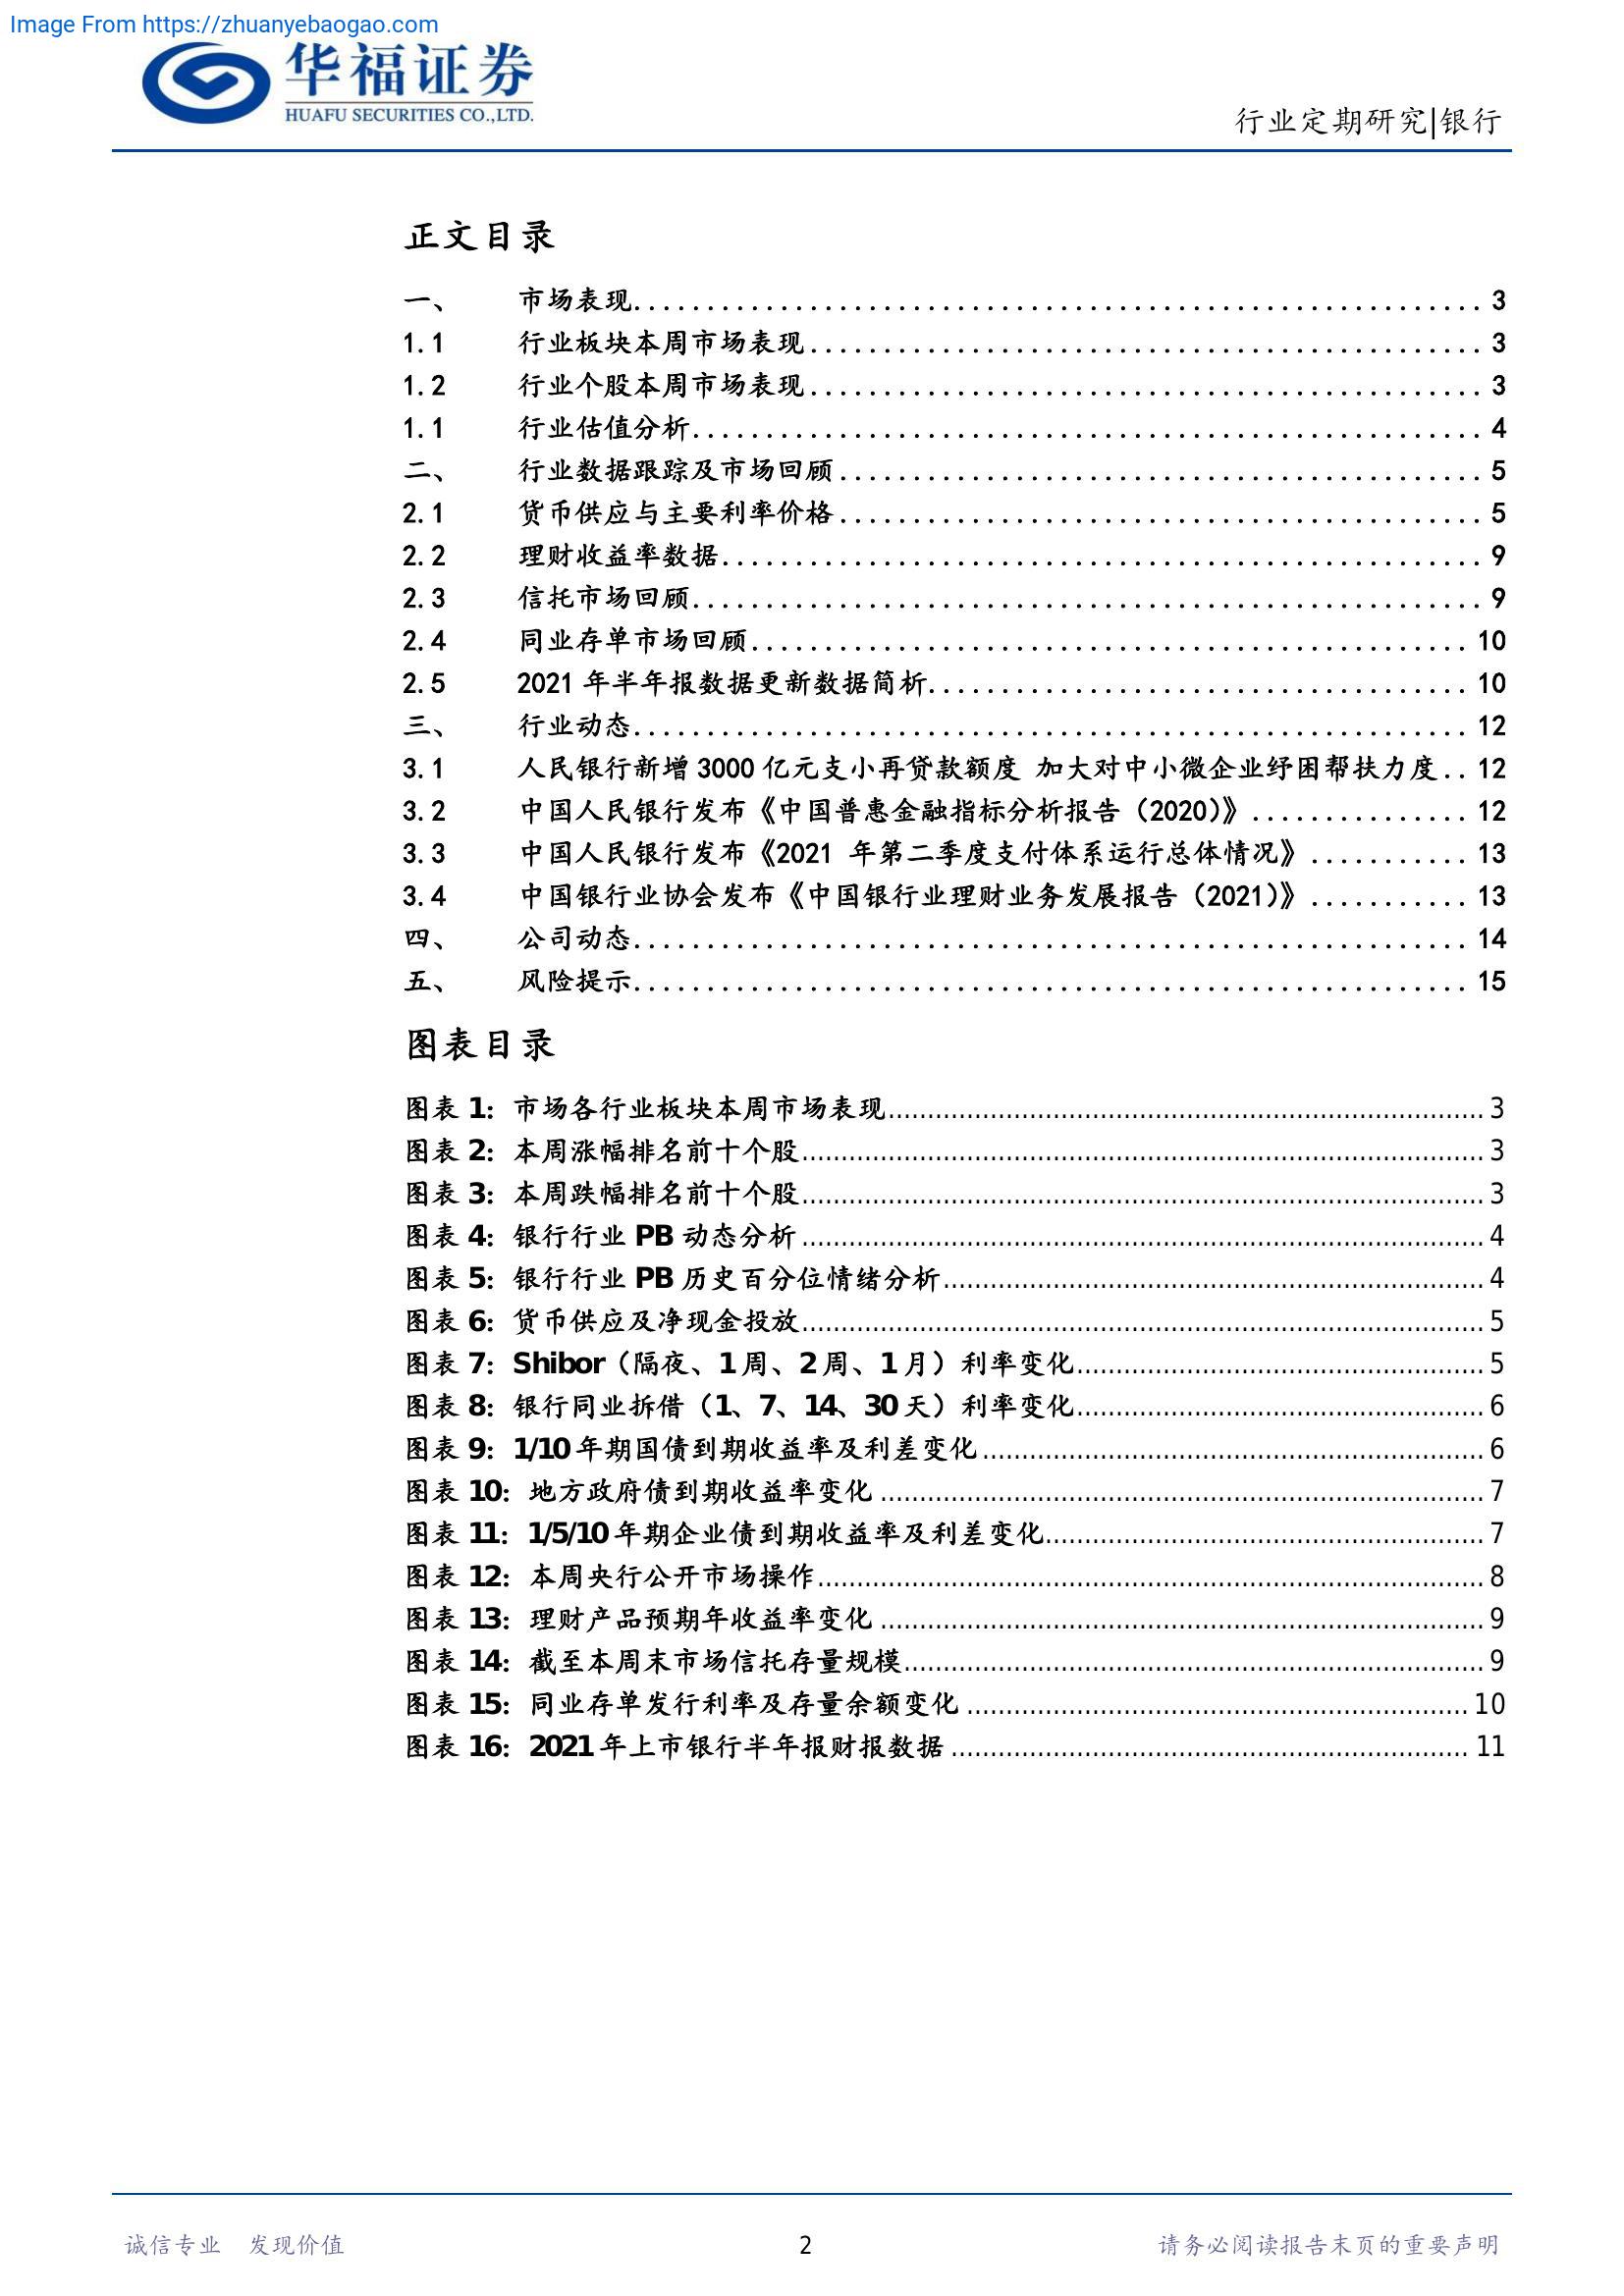 Image From https://zhuanyebaogao.com
华福证券
HUAFU SECURITIES CO.,LTD.
行业定期研究|银行
正文目录
一、 市场表现 3
1.1 行业板块本周市场表现 3
1.2 行业个股本周市场表现 3
1.1 行业估值分析 4
二、 行业数据跟踪及市场回顾 5
2.1 货币供应与主要利率价格 5
2.2 理财收益率数据 9
2.3 信托市场回顾 9
2.4 同业存单市场回顾 10
2.5 2021 年半年报数据更新数据简析 10
三、 行业动态 12
3.1 人民银行新增 3000 亿元支小再贷款额度 加大对中小微企业纾困帮扶力度 12
3.2 中国人民银行发布《中国普惠金融指标分析报告（2020）》 12
3.3 中国人民银行发布《2021 年第二季度支付体系运行总体情况》 13
3.4 中国银行业协会发布《中国银行业理财业务发展报告（2021）》 13
四、 公司动态 14
五、 风险提示 15
图表目录
图表 1：市场各行业板块本周市场表现 3
图表 2：本周涨幅排名前十个股 3
图表 3：本周跌幅排名前十个股 3
图表 4：银行行业 PB 动态分析 4
图表 5：银行行业 PB 历史百分位情绪分析 4
图表 6：货币供应及净现金投放 5
图表 7：Shibor（隔夜、1 周、2 周、1 月）利率变化 5
图表 8：银行同业拆借（1、7、14、30 天）利率变化 6
图表 9：1/10 年期国债到期收益率及利差变化 6
图表 10：地方政府债到期收益率变化 7
图表 11：1/5/10 年期企业债到期收益率及利差变化 7
图表 12：本周央行公开市场操作 8
图表 13：理财产品预期年收益率变化 9
图表 14：截至本周末市场信托存量规模 9
图表 15：同业存单发行利率及存量余额变化 10
图表 16：2021 年上市银行半年报财报数据 11
诚信专业 发现价值 2 请务必阅读报告末页的重要声明